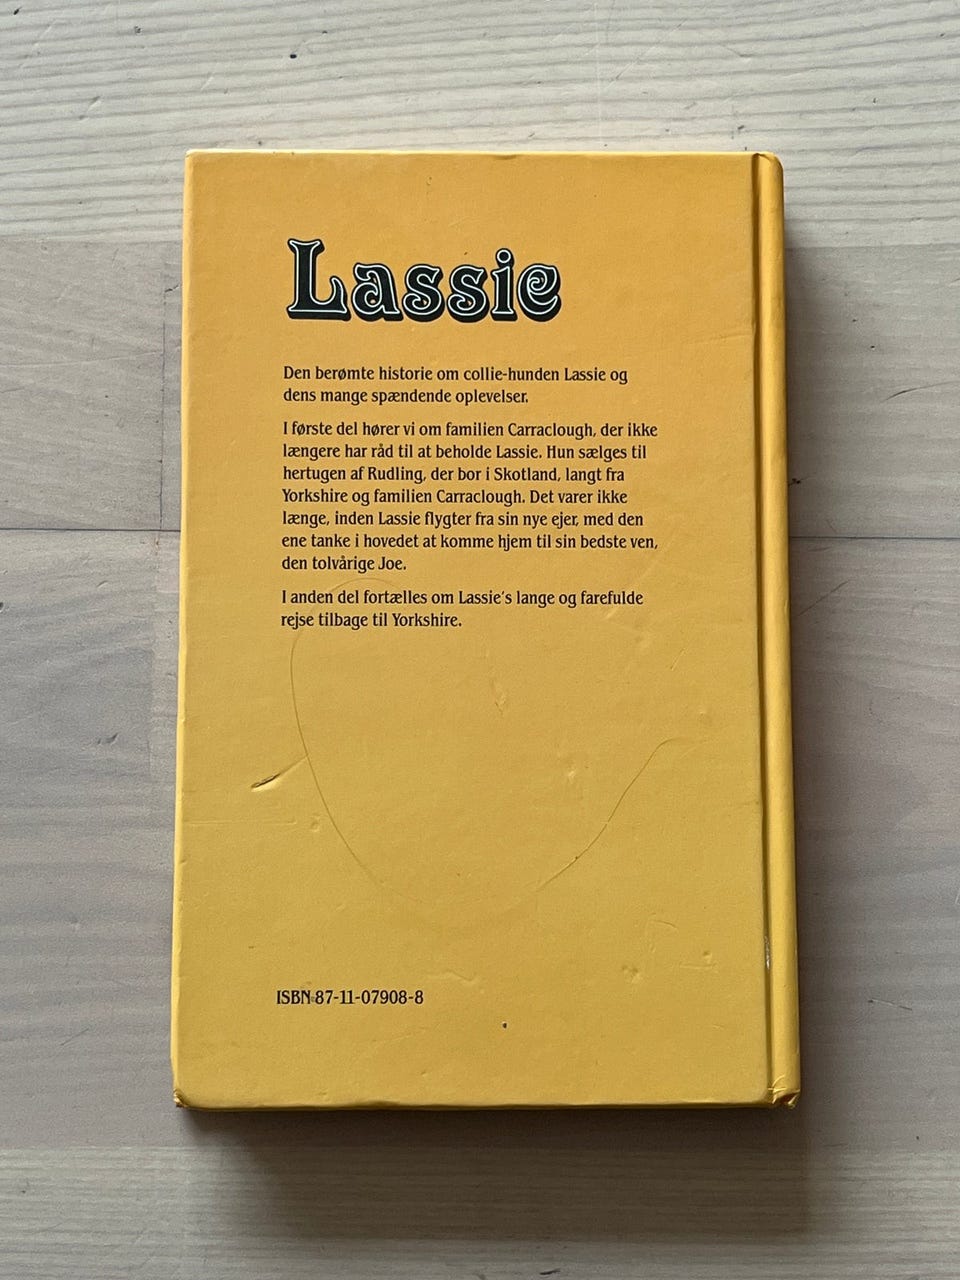 Lassie
Den berømte historie om collie-hunden Lassie og
dens mange spændende oplevelser.
I første del hører vi om familien Carraclough, der ikke
længere har råd til at beholde Lassie. Hun sælges til
hertugen af Rudling, der bor i Skotland, langt fra
Yorkshire og familien Carraclough. Det varer ikke
længe, inden Lassie flygter fra sin nye ejer, med den
ene tanke i hovedet at komme hjem til sin bedste ven,
den tolvårige Joe.
I anden del fortælles om Lassie's lange og farefulde
rejse tilbage til Yorkshire.
ISBN 87-11-07908-8